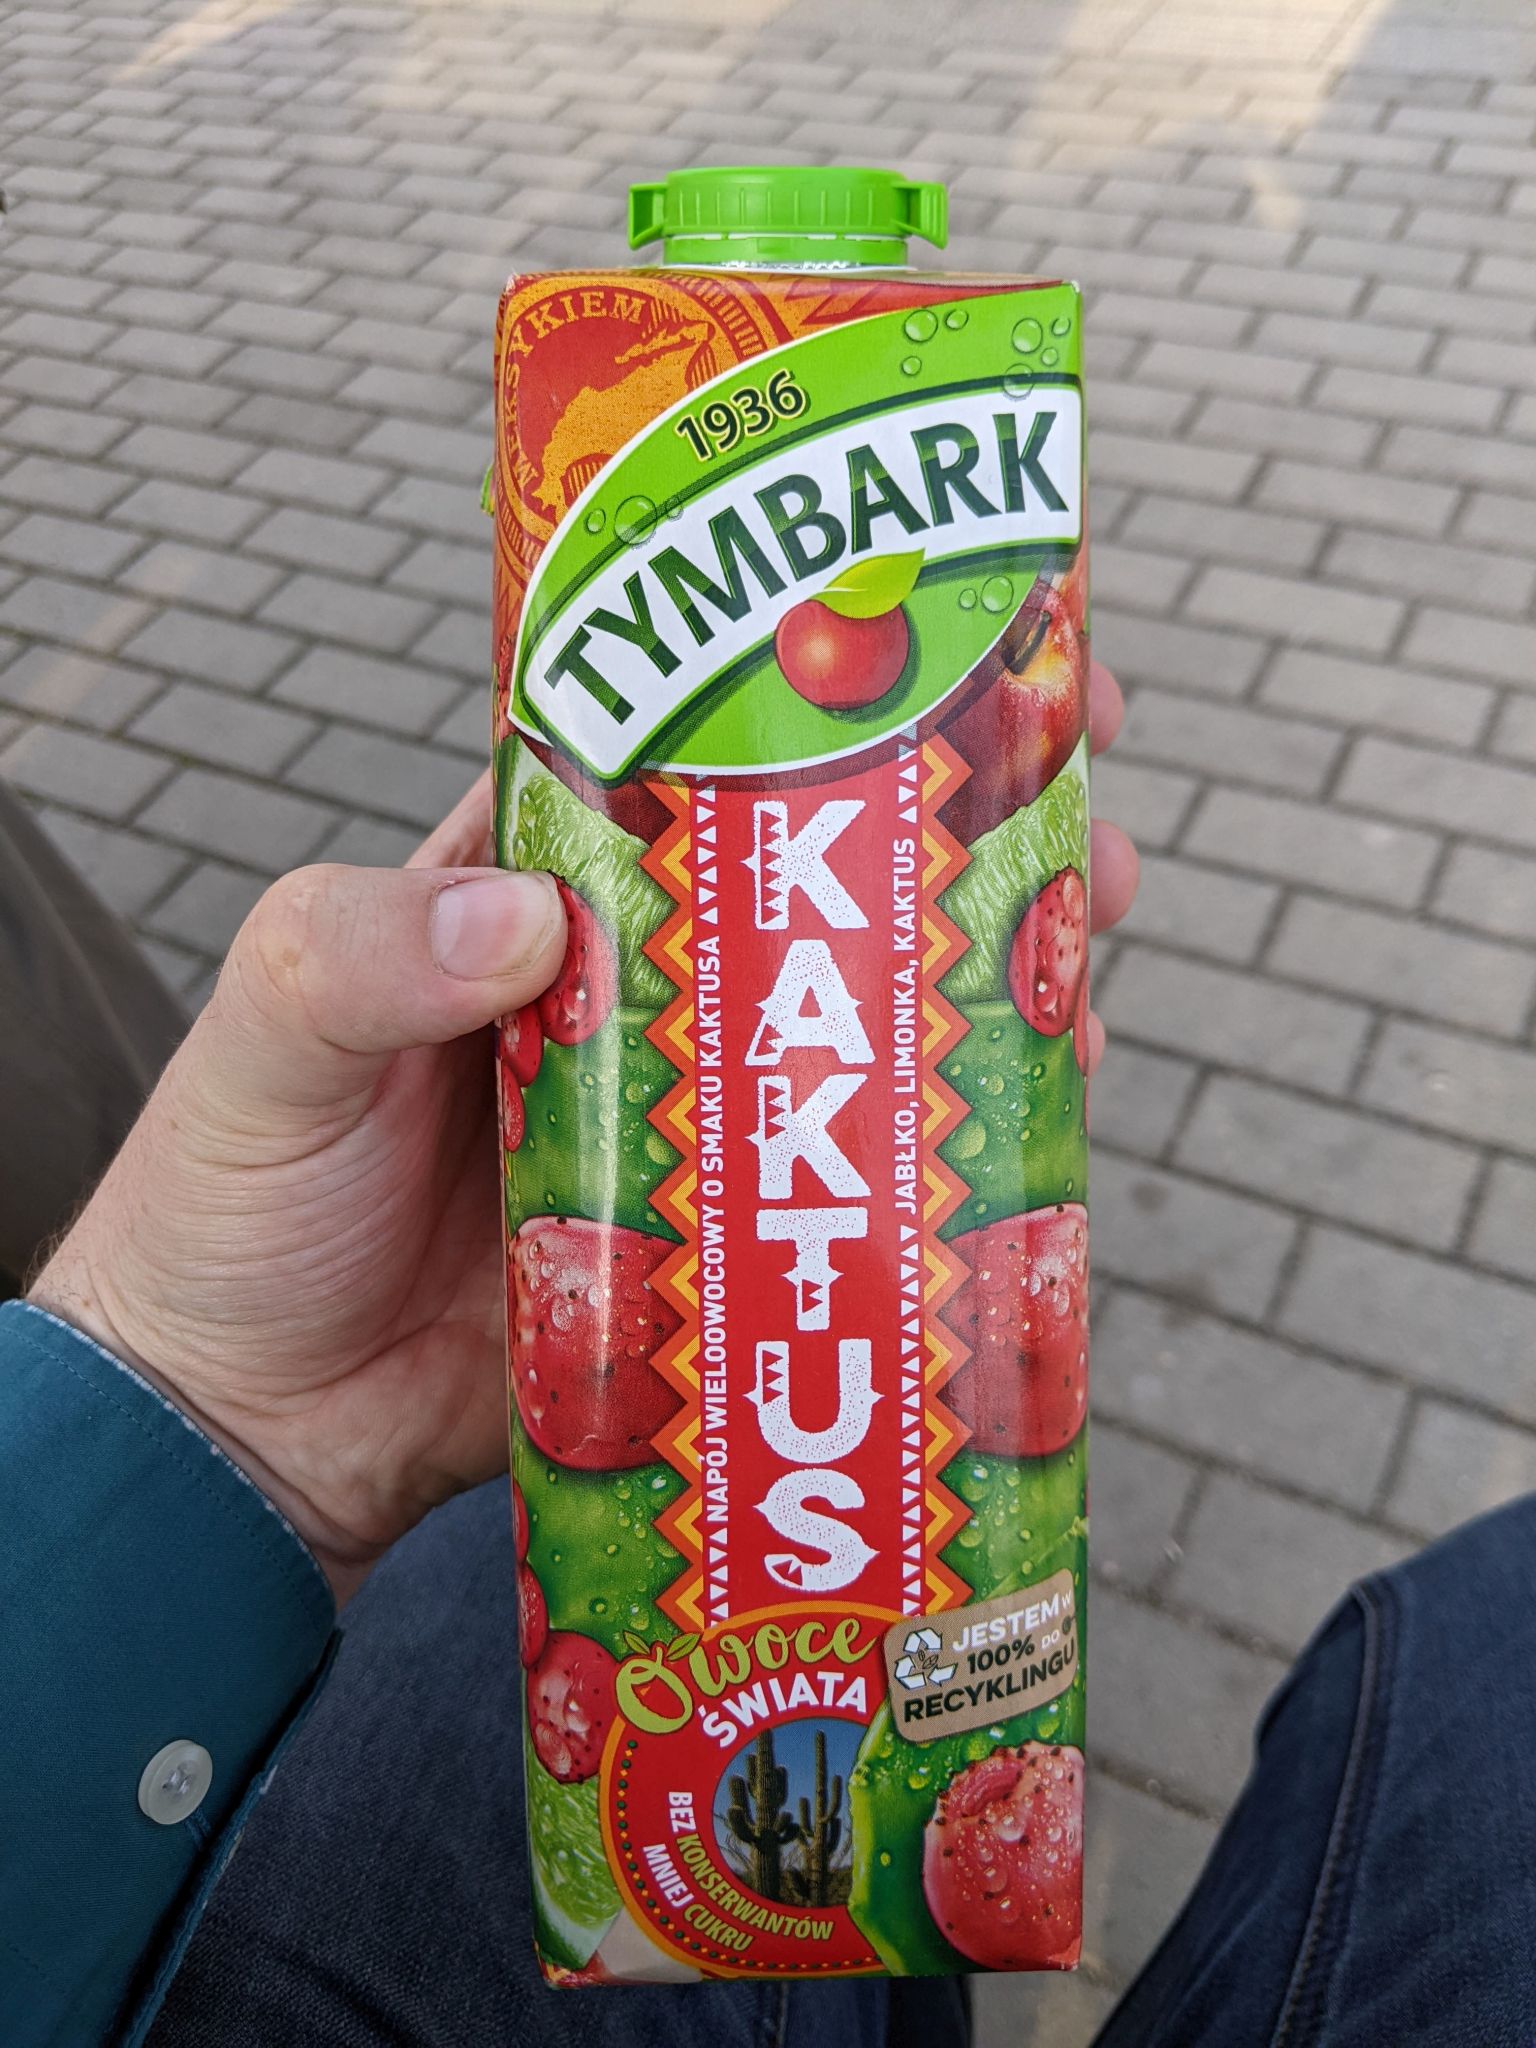 MEKSYKIEM
1936
TYMBARK
KAKTUS
NAPÓJ WIELOOWOCOWY O SMAKU KAKTUSA
JABŁKO, LIMONKA, KAKTUS
Owoce
ŚWIATA
BEZ KONSERWANTÓW
MNIEJ CUKRU
JESTEM W
100% DO
RECYKLINGU